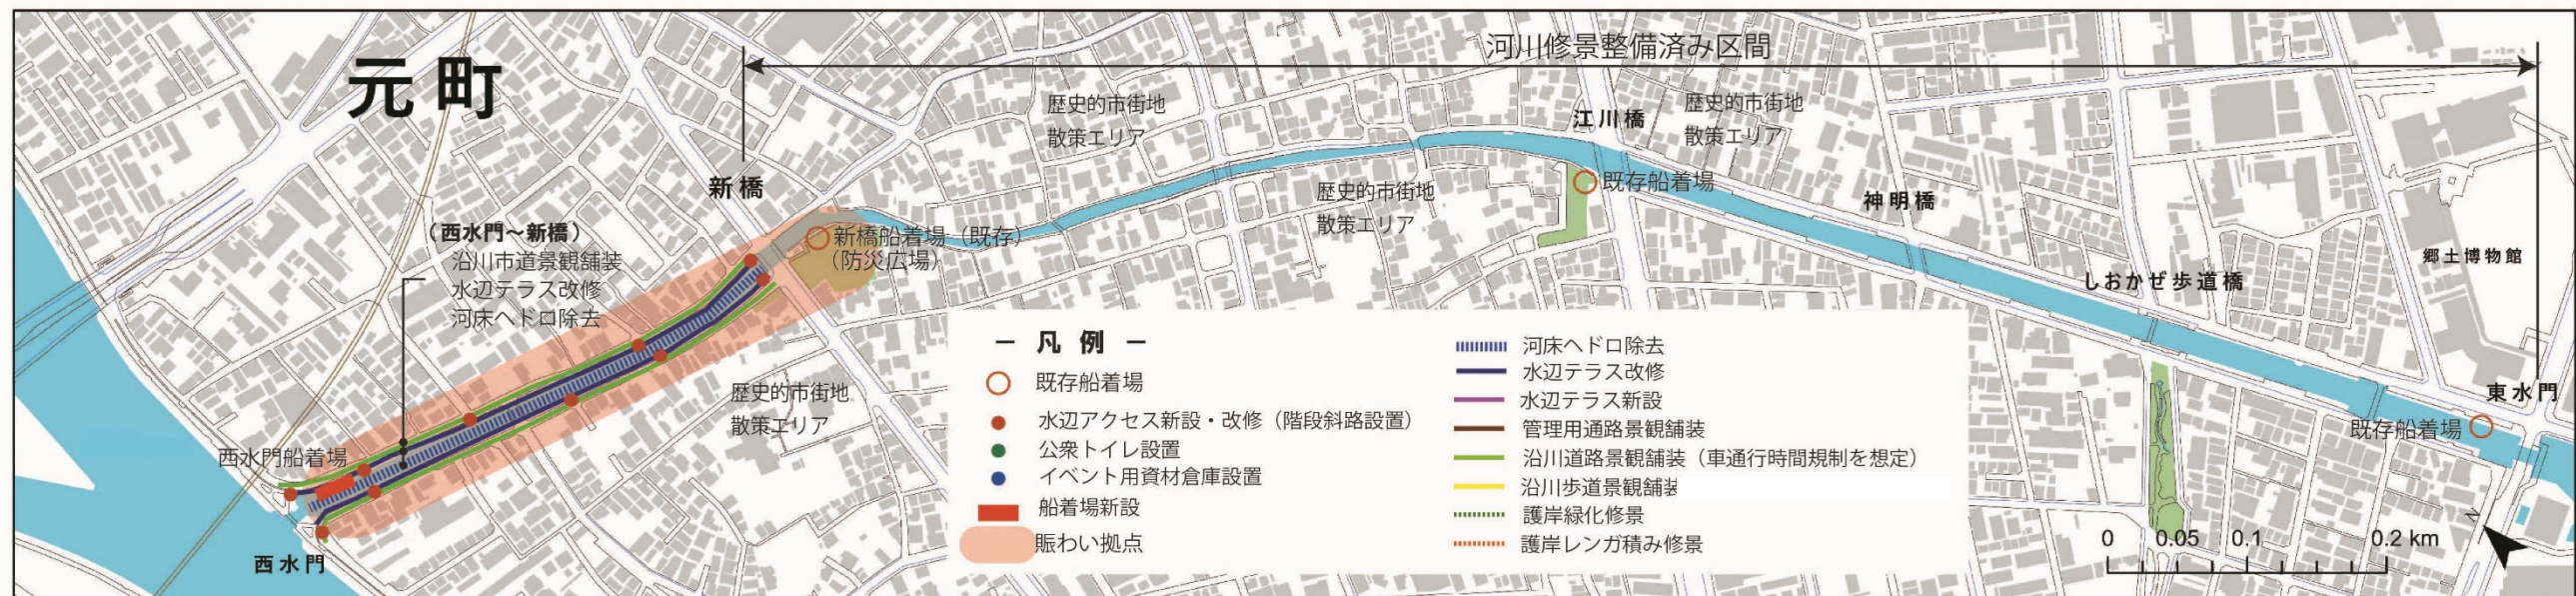 元町
河川修景整備済み区間
歴史的市街地
散策エリア
江川橋
歴史的市街地
散策エリア
新橋
既存船着場
歴史的市街地
散策エリア
神明橋
(西水門～新橋)
沿川市道景観舗装
水辺テラス改修
河床ヘドロ除去
新橋船着場(既存)
(防災広場)
しおかぜ歩道橋
郷土博物館
歴史的市街地
散策エリア
東水門
既存船着場
西水門船着場
西水門
― 凡 例 ―
既存船着場
水辺アクセス新設・改修（階段斜路設置）
公衆トイレ設置
イベント用資材倉庫設置
船着場新設
賑わい拠点
河床ヘドロ除去
水辺テラス改修
水辺テラス新設
管理用通路景観舗装
沿川道路景観舗装（車通行時間規制を想定）
沿川歩道景観舗装
護岸緑化修景
護岸レンガ積み修景
0 0.05 0.1 0.2 km
N